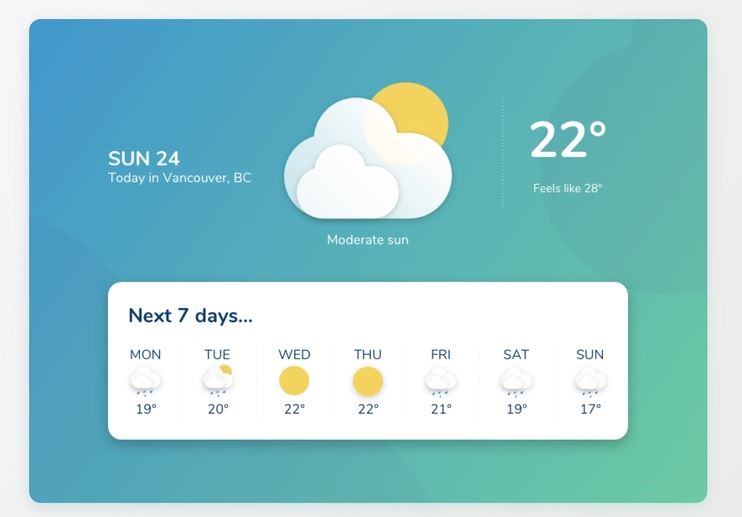 SUN 24
Today in Vancouver, BC
Moderate sun
22°
Feels like 28°
Next 7 days...
MON
19°
TUE
20°
WED
22°
THU
22°
FRI
21°
SAT
19°
SUN
17°